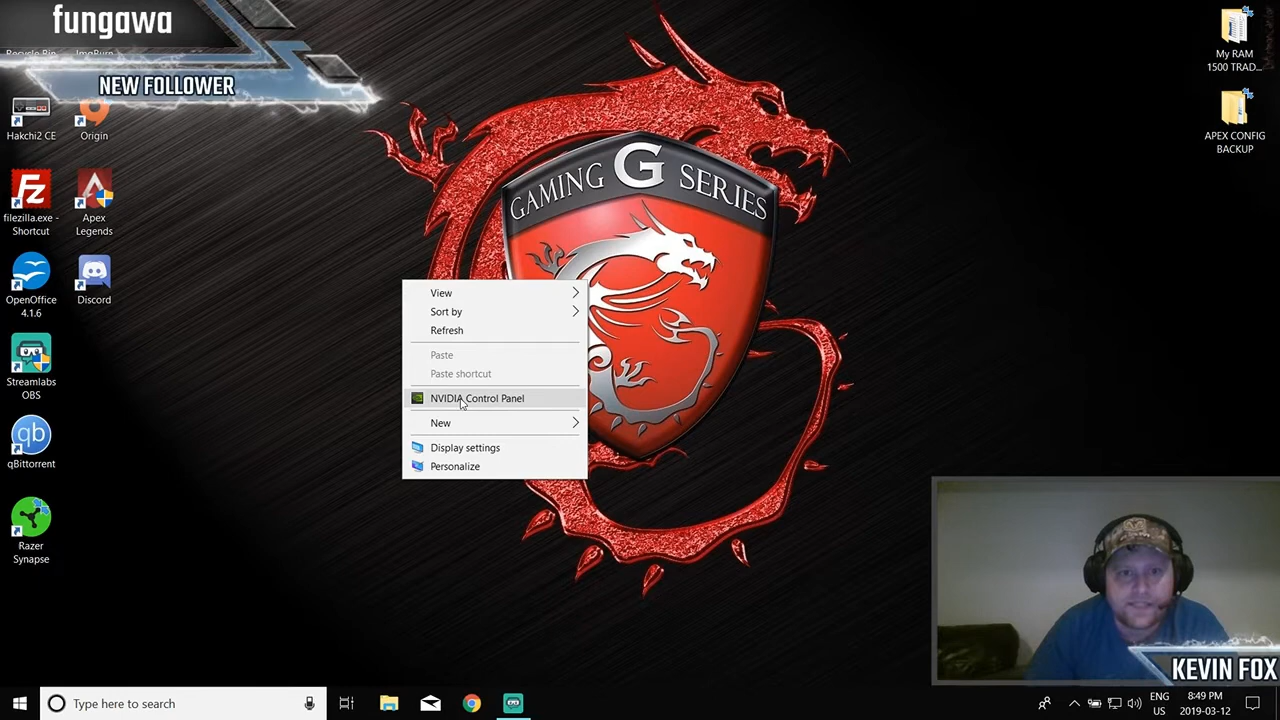 fungawa
NEW FOLLOWER
Recycle Bin
ImgBurn
Hakchi2 CE
Origin
filezilla.exe -
Shortcut
Apex
Legends
OpenOffice
4.1.6
Discord
Streamlabs
OBS
qBittorrent
Razer
Synapse
GAMING G SERIES
View
Sort by
Refresh
Paste
Paste shortcut
NVIDIA Control Panel
New
Display settings
Personalize
My RAM
1500 TRAD...
APEX CONFIG
BACKUP
KEVIN FOX
Type here to search
ENG
US
8:49 PM
2019-03-12